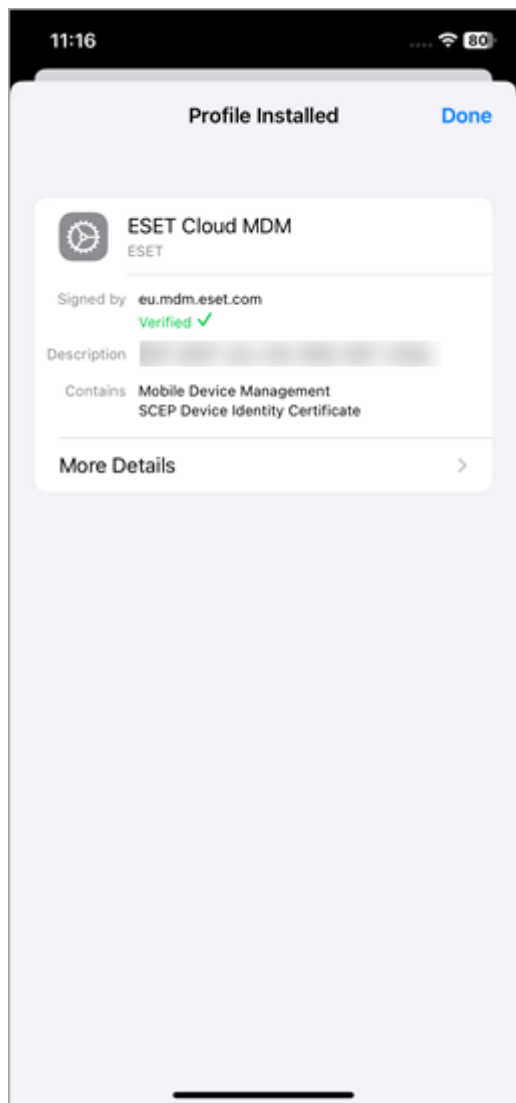 11:16
80
Profile Installed
Done
ESET Cloud MDM
ESET
Signed by eu.mdm.eset.com
Verified
Description
Contains Mobile Device Management
SCEP Device Identity Certificate
More Details